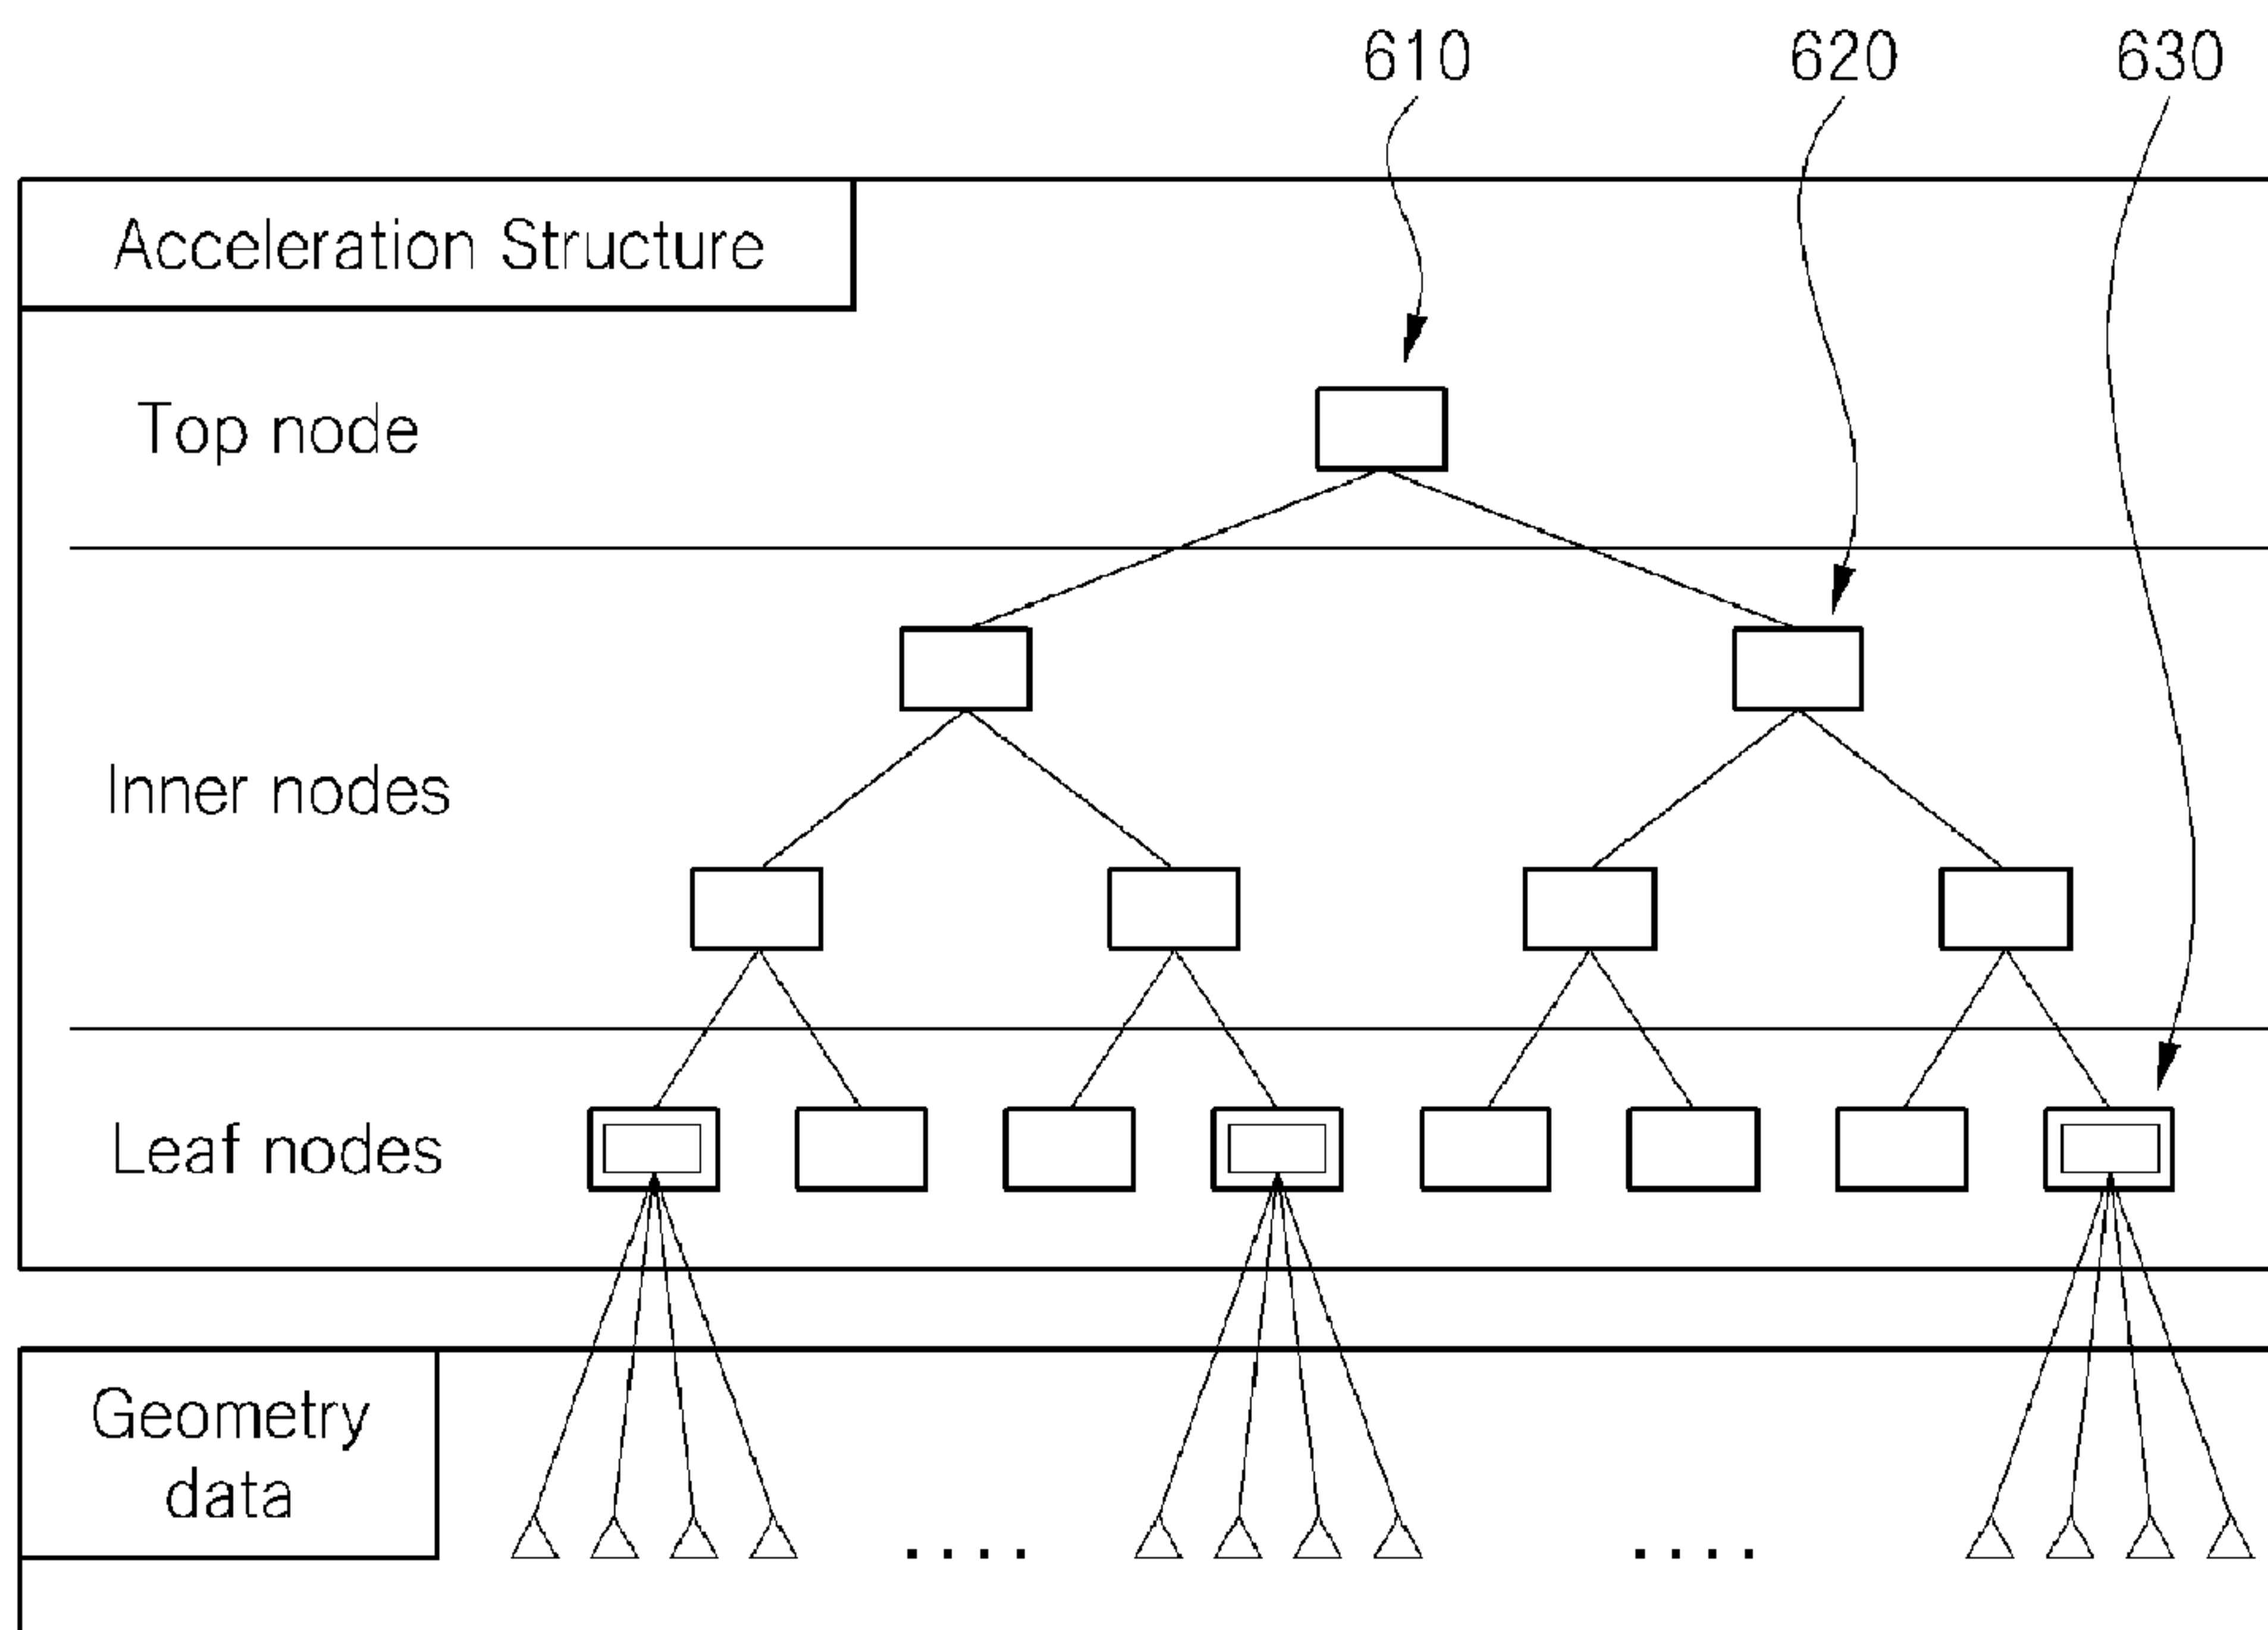 610
620
630
Acceleration Structure
Top node
Inner nodes
Leaf nodes
Geometry
data